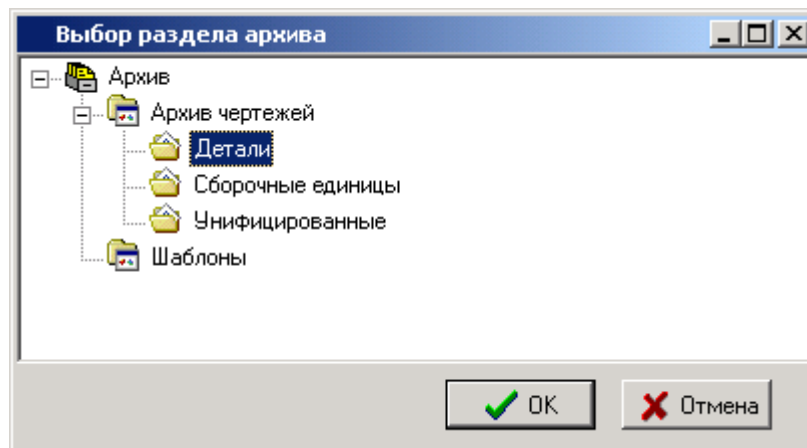 Выбор раздела архива
Архив
Архив чертежей
Детали
Сборочные единицы
Унифицированные
Шаблоны
OK
Отмена